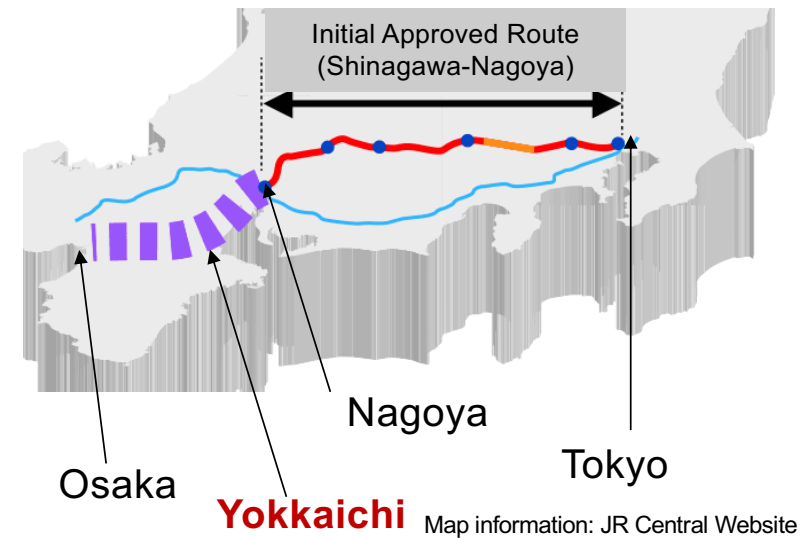 Initial Approved Route
(Shinagawa-Nagoya)
Nagoya
Tokyo
Osaka
Yokkaichi
Map information: JR Central Website